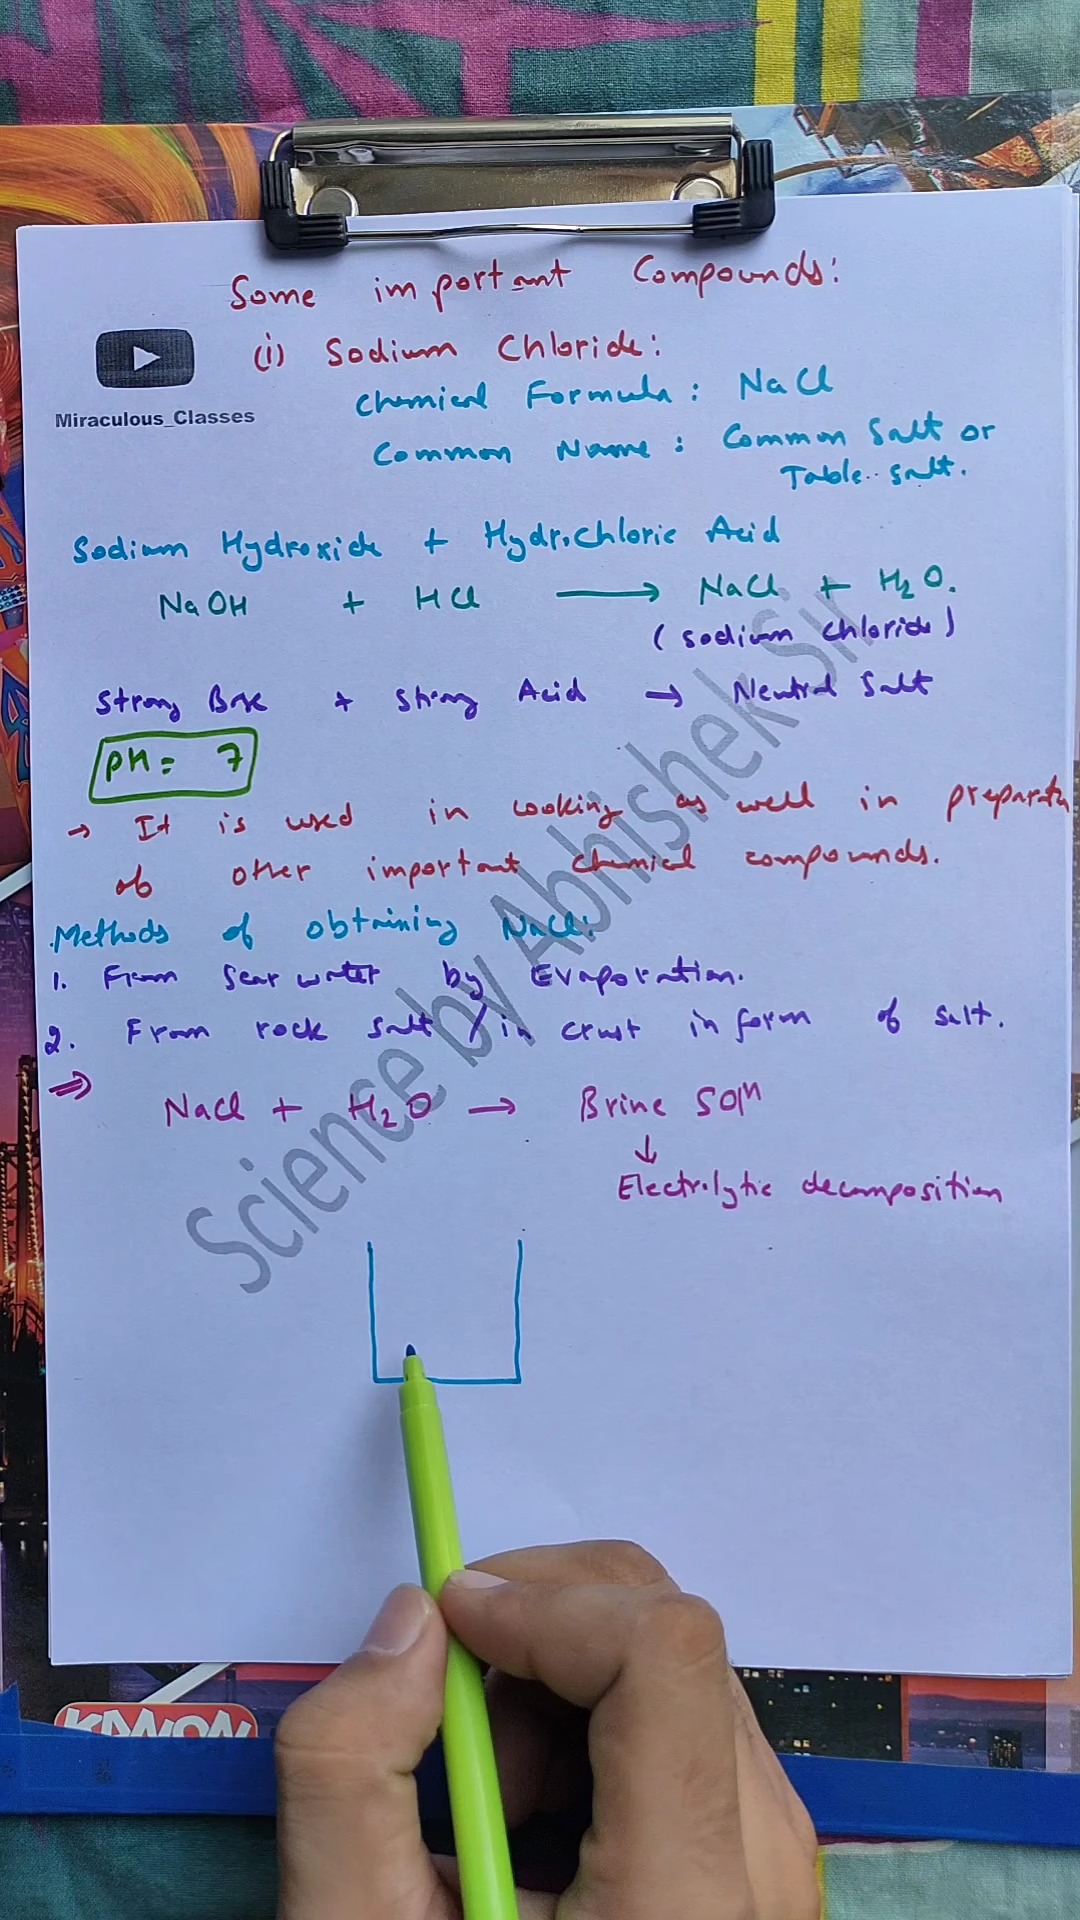 Some important Compounds:
(i) Sodium Chloride:
Miraculous_Classes
Chemical Formula: NaCl
Common Name: Common Salt or
Table salt.
Sodium Hydroxide + Hydrochloric Acid
NaOH + HCl → NaCl + H2O.
(sodium chloride)
Strong Base + Strong Acid → Neutral Salt
PH = 7
→ It is used in cooking as well in preparation
of other important chemical compounds.
Methods of obtaining NaCl:
1. From sea water by Evaporation.
2. From rock salt / in crust in form of salt.
⇒ NaCl + H2O → Brine Soln
↓
Electrolytic decomposition
Science by Abhishek Sir
KIWON